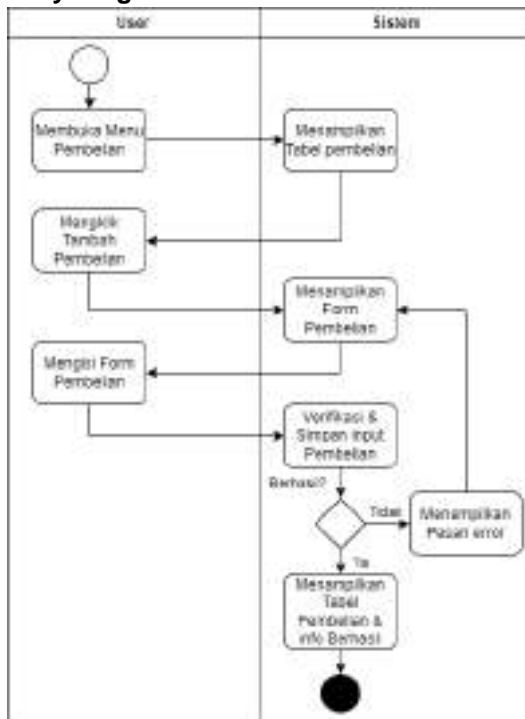 User
Sistem
Membuka Menu
Pembelian
Menampilkan
Tabel pembelian
Mengklik
Tambah
Pembelian
Menampilkan
Form
Pembelian
Mengisi Form
Pembelian
Verifikasi &
Simpan input
Pembelian
Berhasil?
Tidak
Menampilkan
Pesan error
Ya
Menampilkan
Tabel
Pembelian &
info Berhasil